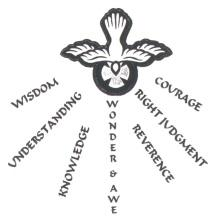 WISDOM
UNDERSTANDING
KNOWLEDGE
WONDER & AWE
REVERENCE
RIGHT JUDGMENT
COURAGE